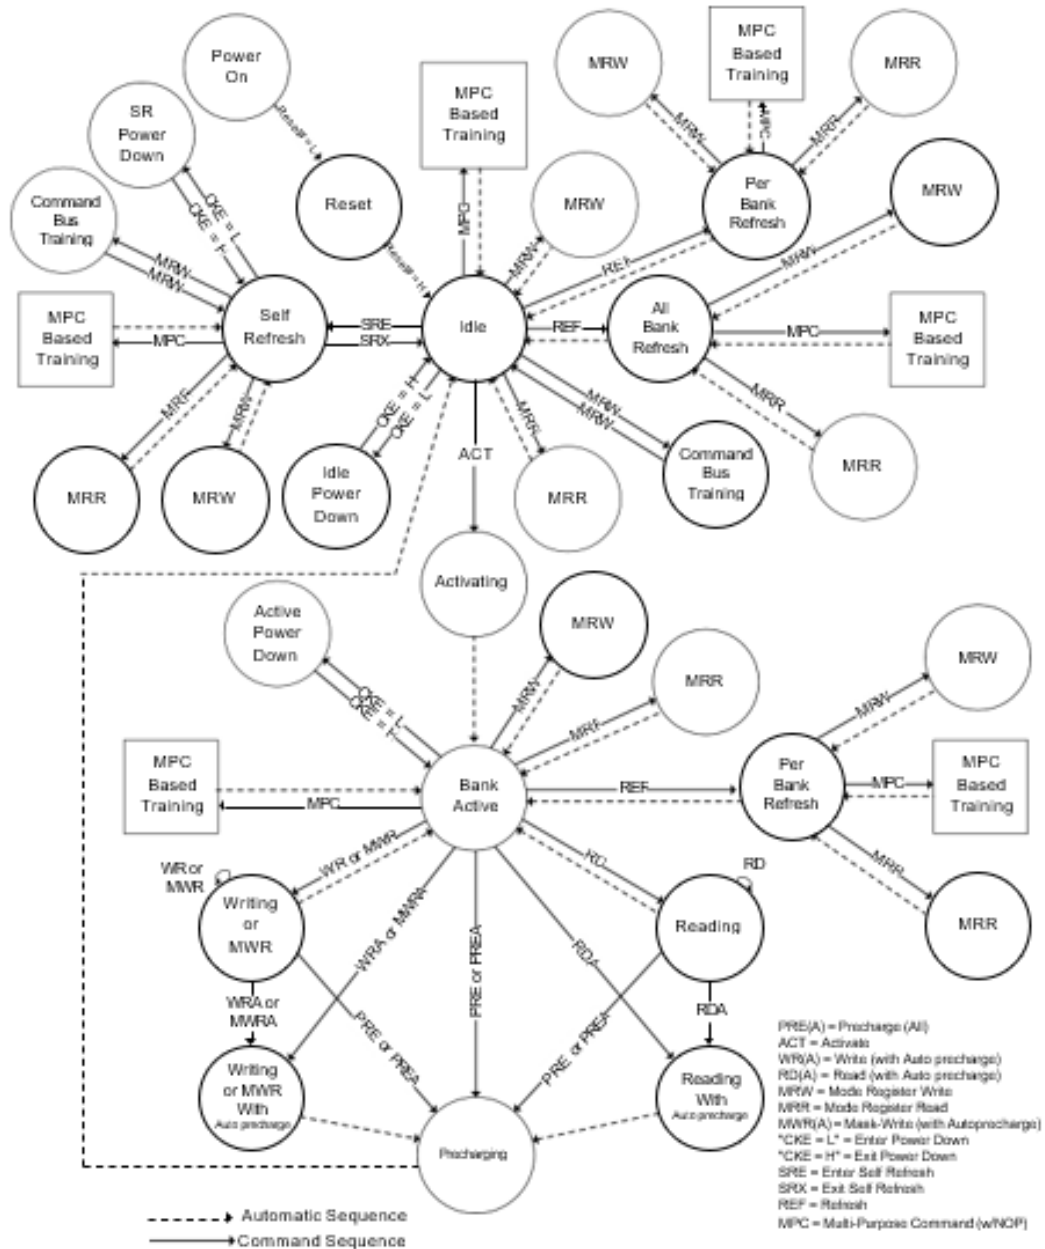 Power
On
SR
Power
Down
Command
Bus
Training
MPC
Based
Training
Self
Refresh
Reset
MPC
Based
Training
MRW
Idle
MRW
MPC
Based
Training
MRR
Per
Bank
Refresh
MRW
All
Bank
Refresh
MPC
Based
Training
MRR
Command
Bus
Training
MRR
Idle
Power
Down
MRW
MRR
Reset = L
Reset = H
CKE = L
MRW
MRW
MPC
SRE
SRX
MRW
CKE = H
CKE = L
ACT
MRR
MRW
MRW
REF
MPC
MRW
MRW
MPC
MRR
MRW
MPC
MRR
Activating
Active
Power
Down
MRW
MRR
MRW
MPC
Based
Training
Bank
Active
Per
Bank
Refresh
MPC
Based
Training
MRR
CKE = L
MRW
MPC
REF
MRW
MPC
MRR
WR or MWR
WR or
MWR
Writing
or
MWR
WRA or MWRA
PRE or PREA
RDA
RD
Reading
WRA or
MWRA
PRE or PREA
PRE or PREA
RDA
Writing
or MWR
With
Auto precharge
Reading
With
Auto precharge
Precharging
PRE(A) = Precharge (All)
ACT = Activate
WR(A) = Write (with Auto precharge)
RD(A) = Read (with Auto precharge)
MRW = Mode Register Write
MRR = Mode Register Read
MWR(A) = Mask-Write (with Autoprecharge)
"CKE = L" = Enter Power Down
"CKE = H" = Exit Power Down
SRE = Enter Self Refresh
SRX = Exit Self Refresh
REF = Refresh
MPC = Multi-Purpose Command (w/NOP)
Automatic Sequence
Command Sequence